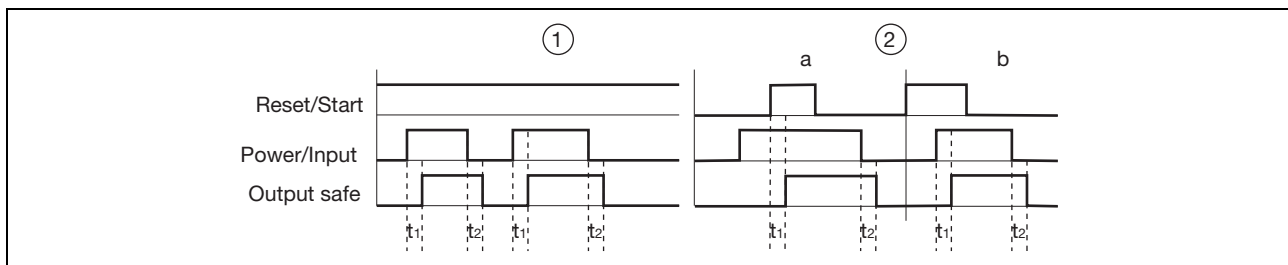 ① ②
a b
Reset/Start
Power/Input
Output safe
t1 t2 t1 t2 t1 t2 t1 t2